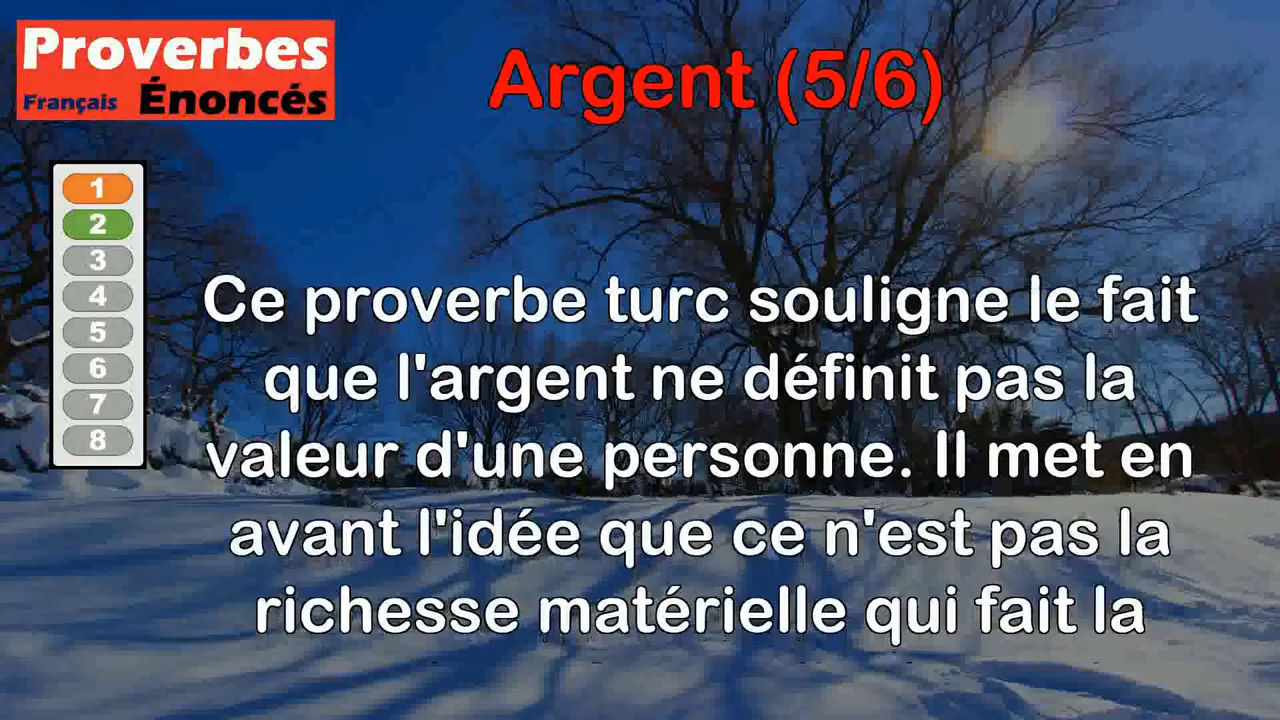 Proverbes
Français Énoncés
Argent (5/6)
1
2
3
4
5
6
7
8
Ce proverbe turc souligne le fait
que l'argent ne définit pas la
valeur d'une personne. Il met en
avant l'idée que ce n'est pas la
richesse matérielle qui fait la